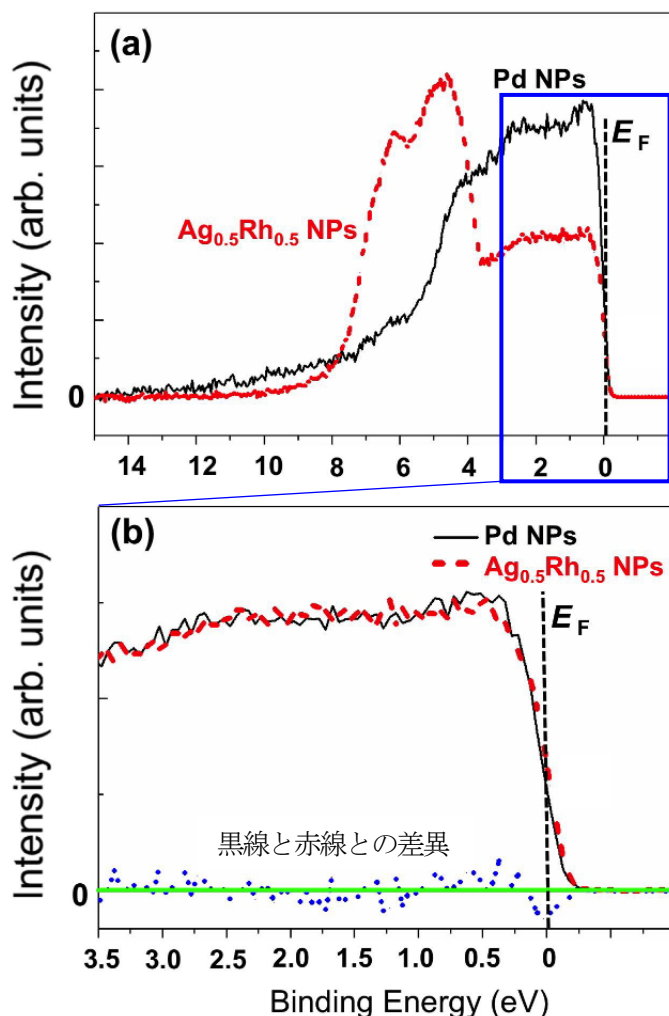 (a)
Pd NPs
E_F
Ag₀.₅Rh₀.₅ NPs
Intensity (arb. units)
0
14 12 10 8 6 4 2 0
(b)
Pd NPs
Ag₀.₅Rh₀.₅ NPs
E_F
Intensity (arb. units)
黒線と赤線との差異
0
3.5 3.0 2.5 2.0 1.5 1.0 0.5 0
Binding Energy (eV)